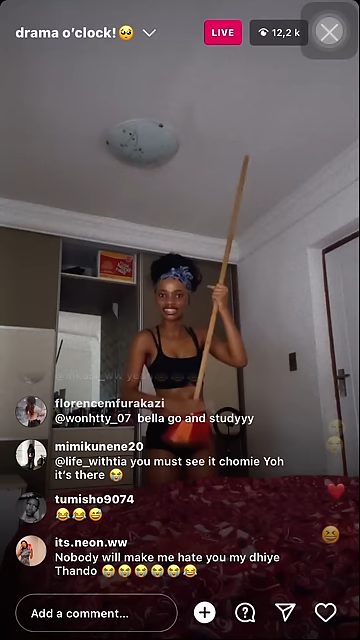 drama o'clock!🥺
LIVE
12,2 k
florencemfurakazi
@wonhtty_07 bella go and studyyy
mimikunene20
@life_withtia you must see it chomie Yoh
it's there 😭
tumisho9074
😂😂😅
its.neon.ww
Nobody will make me hate you my dhiye
Thando 😭😭😭😭😭😭😂
Add a comment...